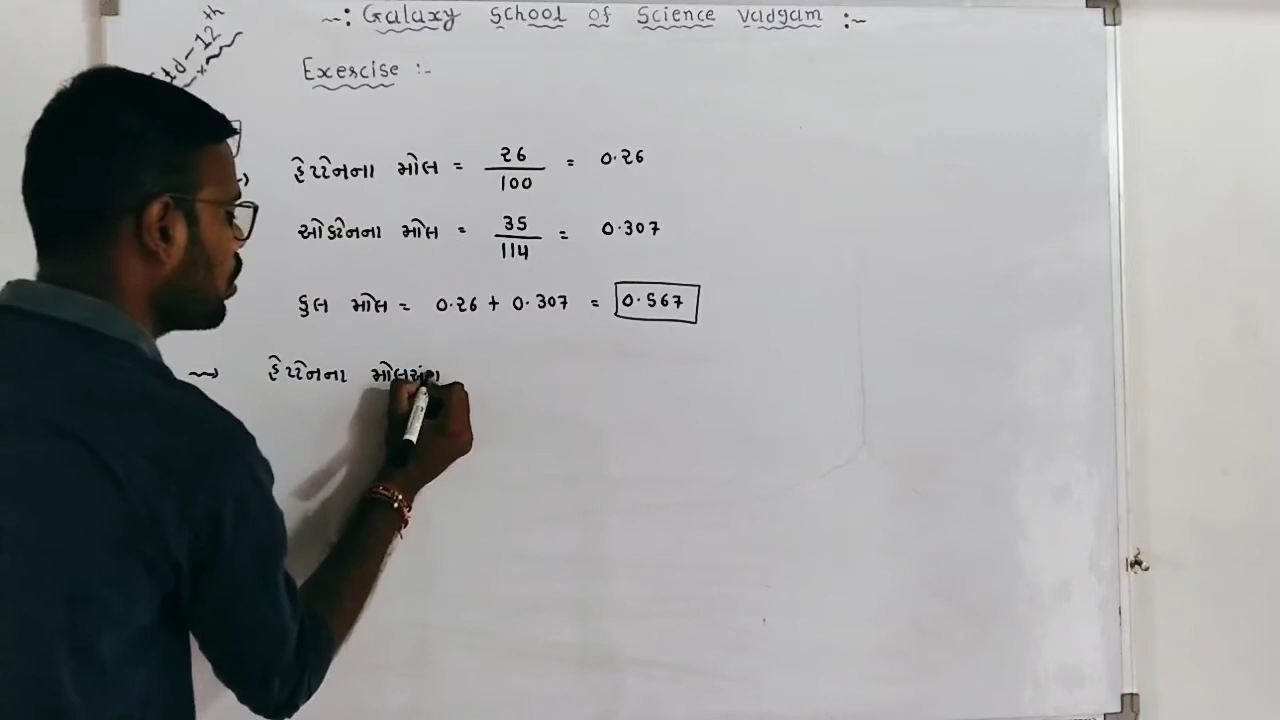 ~: Galaxy School of Science Vadgam :~
Std-12th
Exercise :-
હેપ્ટેનના મોલ = 26/100 = 0.26
ઓક્ટેનના મોલ = 35/114 = 0.307
કુલ મોલ = 0.26 + 0.307 = 0.567
હેપ્ટેનના મોલઅંશ